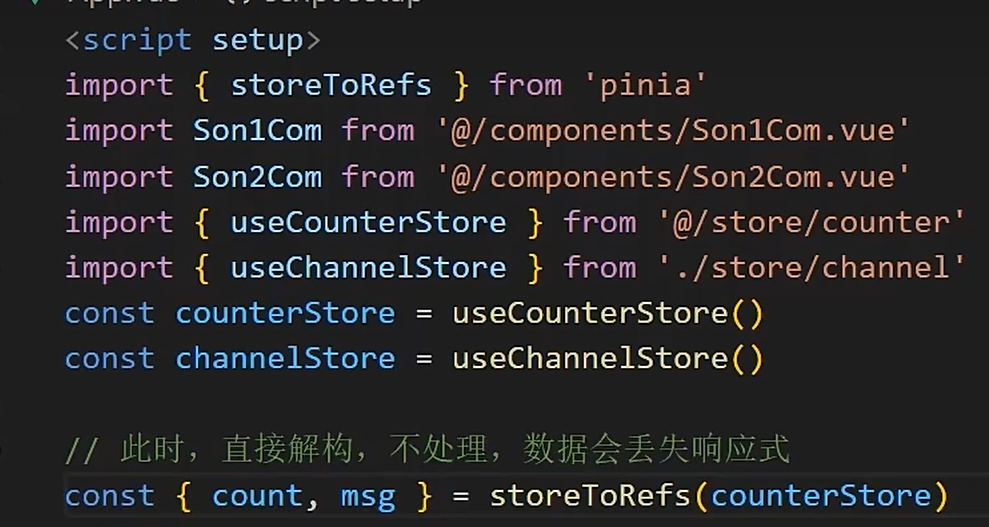 <script setup>
import { storeToRefs } from 'pinia'
import Son1Com from '@/components/Son1Com.vue'
import Son2Com from '@/components/Son2Com.vue'
import { useCounterStore } from '@/store/counter'
import { useChannelStore } from './store/channel'
const counterStore = useCounterStore()
const channelStore = useChannelStore()
// 此时，直接解构，不处理，数据会丢失响应式
const { count, msg } = storeToRefs(counterStore)